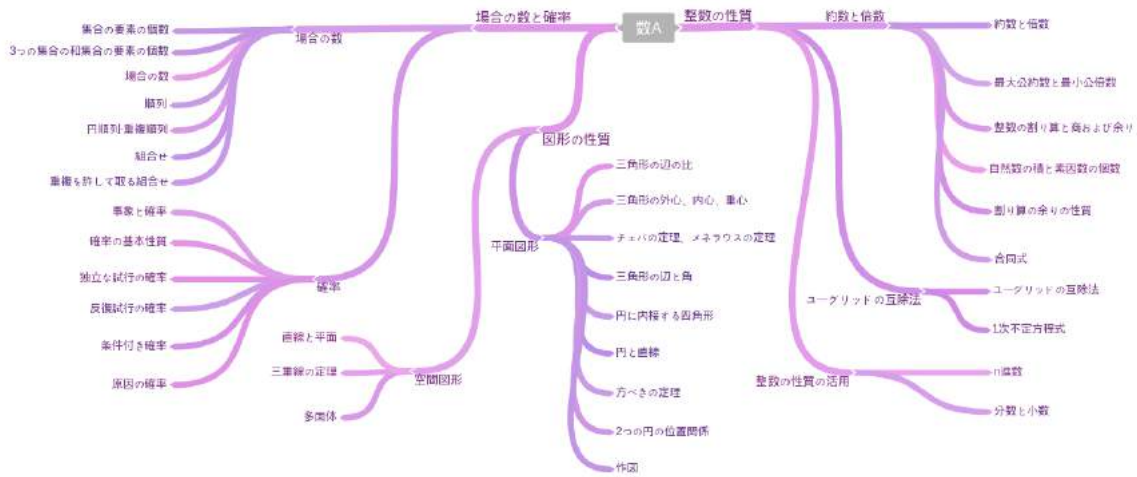 数A
場合の数と確率
場合の数
集合の要素の個数
3つの集合の和集合の要素の個数
場合の数
順列
円順列・重複順列
組合せ
重複を許して取る組合せ
確率
事象と確率
確率の基本性質
独立な試行の確率
反復試行の確率
条件付き確率
原因の確率
図形の性質
平面図形
三角形の辺の比
三角形の外心、内心、重心
チェバの定理、メネラウスの定理
三角形の辺と角
円に内接する四角形
円と直線
方べきの定理
2つの円の位置関係
作図
空間図形
直線と平面
三垂線の定理
多面体
整数の性質
約数と倍数
約数と倍数
最大公約数と最小公倍数
整数の割り算と商および余り
自然数の積と素因数の個数
割り算の余りの性質
合同式
ユークリッドの互除法
ユークリッドの互除法
1次不定方程式
整数の性質の活用
n進数
分数と小数